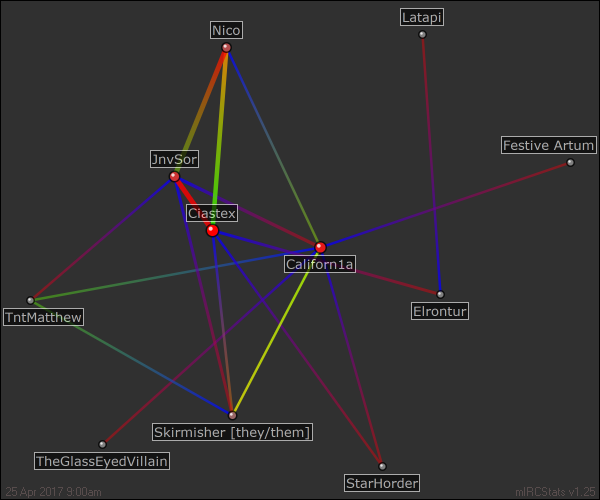 Latapi
Nico
Festive Artum
JnvSor
Ciastex
Californ1a
Elrontur
TntMatthew
Skirmisher [they/them]
TheGlassEyedVillain
StarHorder
25 Apr 2017 9:00am
mIRCStats v1.25